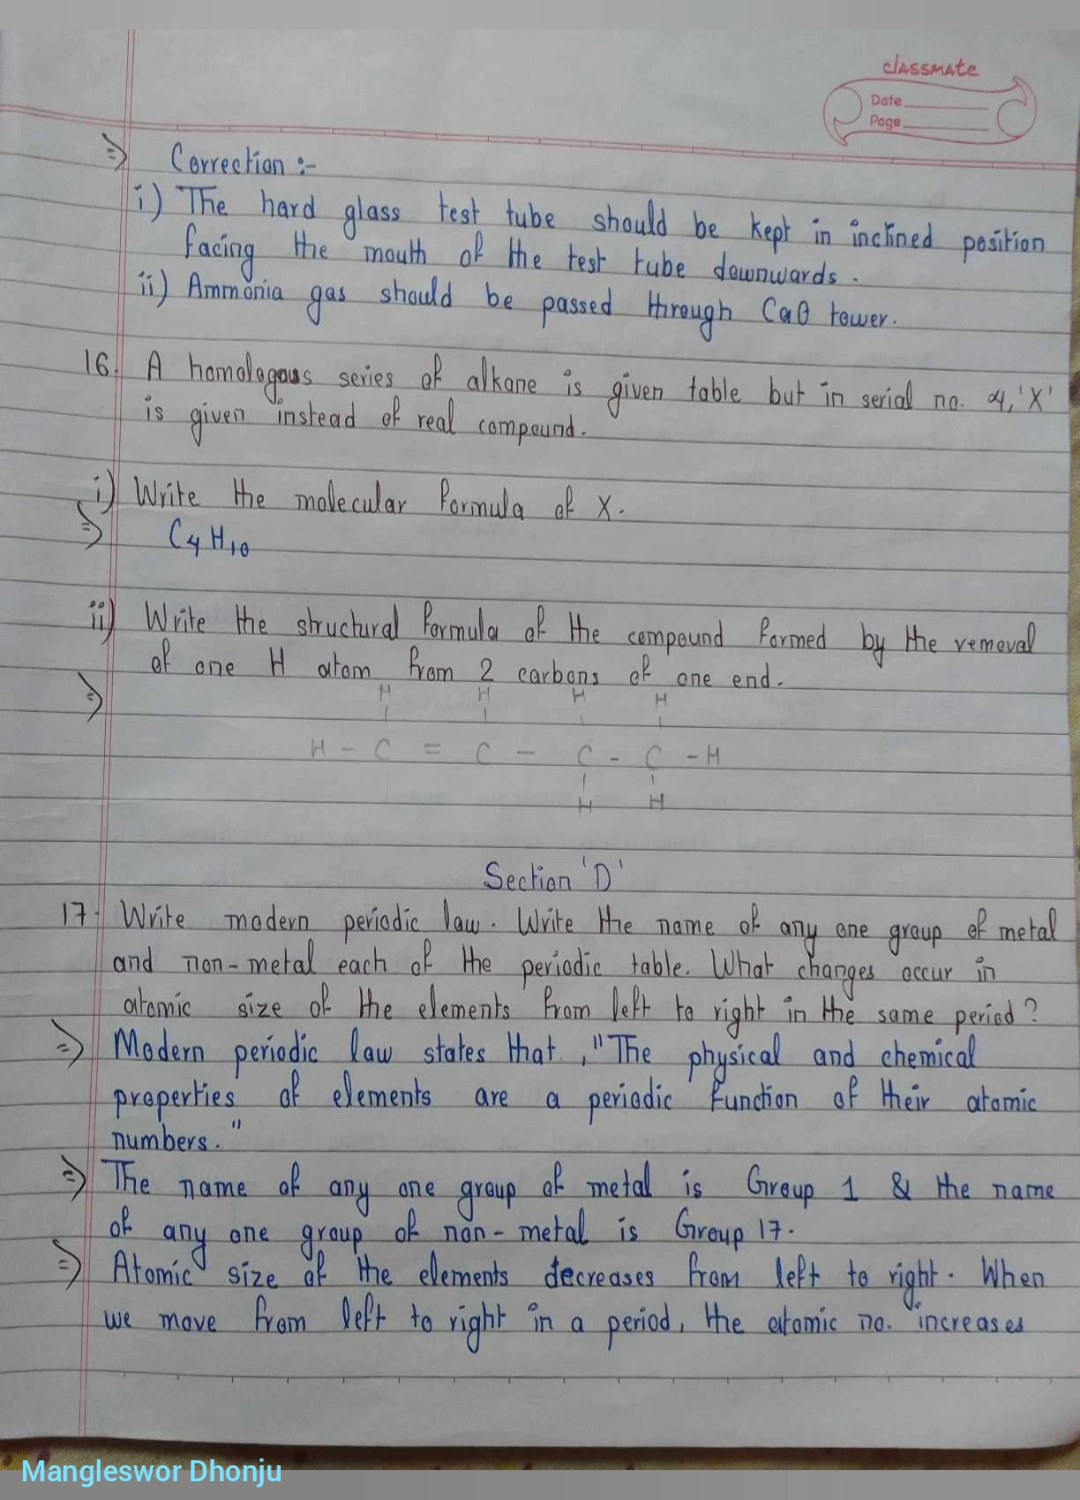 classmate
Date
Page
⇒ Correction :-
i) The hard glass test tube should be kept in inclined position
facing the mouth of the test tube downwards.
ii) Ammonia gas should be passed through CaO tower.
16. A homologous series of alkane is given table but in serial no. 4, 'X'
is given instead of real compound.
i) Write the molecular formula of X.
⇒ C₄H₁₀
ii) Write the structural formula of the compound formed by the removal
of one H atom from 2 carbons of one end.
⇒
H H H H
H - C = C - C - C - H
H H
Section 'D'
17. Write modern periodic law. Write the name of any one group of metal
and non-metal each of the periodic table. What changes occur in
atomic size of the elements from left to right in the same period?
⇒ Modern periodic law states that, "The physical and chemical
properties of elements are a periodic function of their atomic
numbers."
⇒ The name of any one group of metal is Group 1 & the name
of any one group of non-metal is Group 17.
⇒ Atomic size of the elements decreases from left to right. When
we move from left to right in a period, the atomic no. increases
Mangleswor Dhonju